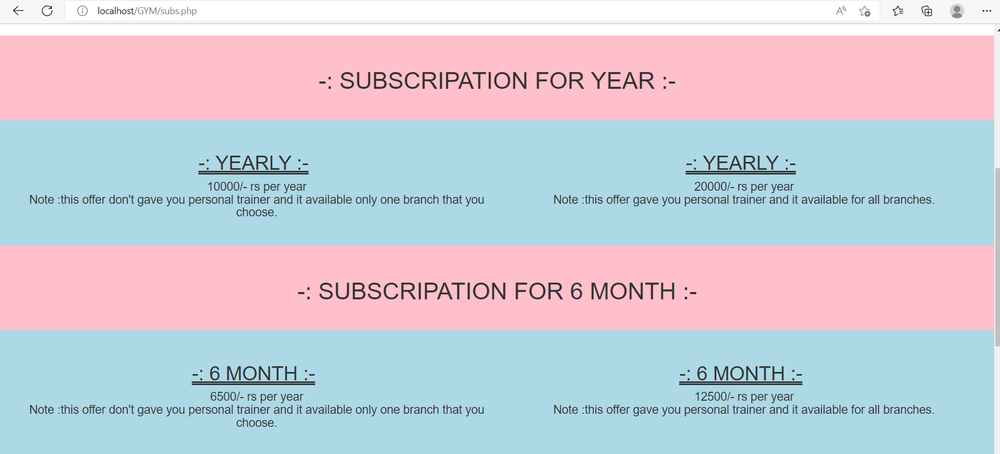 localhost/GYM/subs.php
-: SUBSCRIPATION FOR YEAR :-
-: YEARLY :-
10000/- rs per year
Note :this offer don't gave you personal trainer and it available only one branch that you
choose.
-: YEARLY :-
20000/- rs per year
Note :this offer gave you personal trainer and it available for all branches.
-: SUBSCRIPATION FOR 6 MONTH :-
-: 6 MONTH :-
6500/- rs per year
Note :this offer don't gave you personal trainer and it available only one branch that you
choose.
-: 6 MONTH :-
12500/- rs per year
Note :this offer gave you personal trainer and it available for all branches.